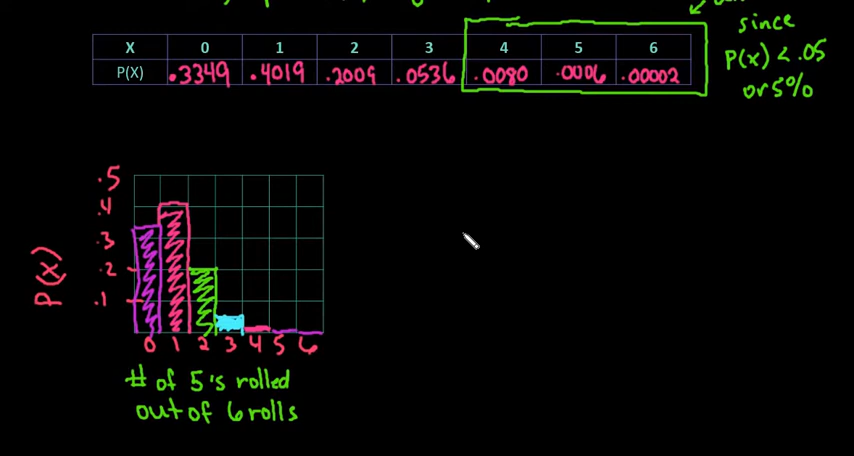 since
X 0 1 2 3 4 5 6
P(x) < .05
P(X) .3349 .4019 .2009 .0536 .0080 .0006 .00002
or 5%
.5
.4
.3
.2
.1
P(X)
0 1 2 3 4 5 6
# of 5's rolled
out of 6 rolls